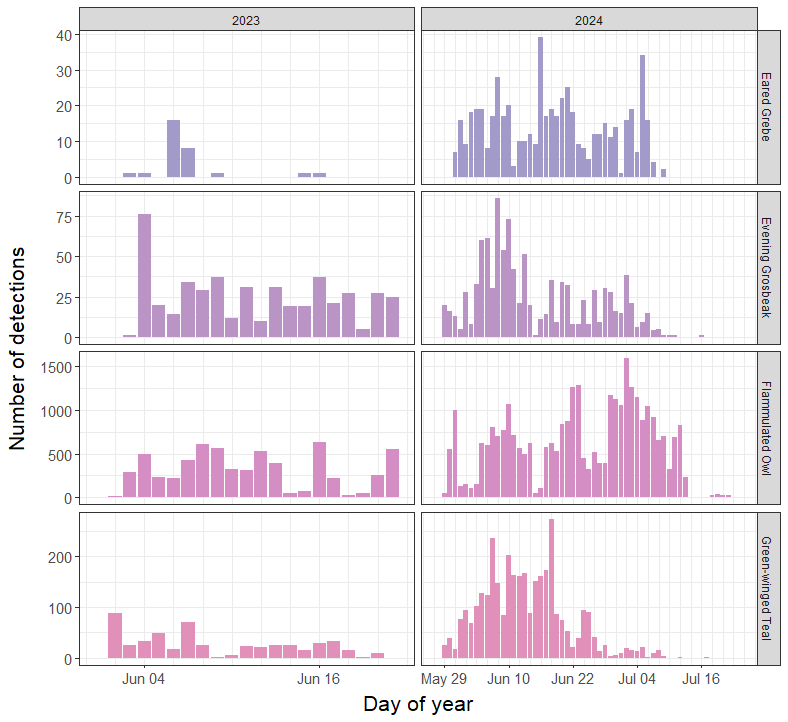 2023
2024
40
30
20
10
0
Eared Grebe
75
50
25
0
Evening Grosbeak
1500
1000
500
0
Flammulated Owl
200
100
0
Green-winged Teal
Number of detections
Jun 04
Jun 16
May 29
Jun 10
Jun 22
Jul 04
Jul 16
Day of year